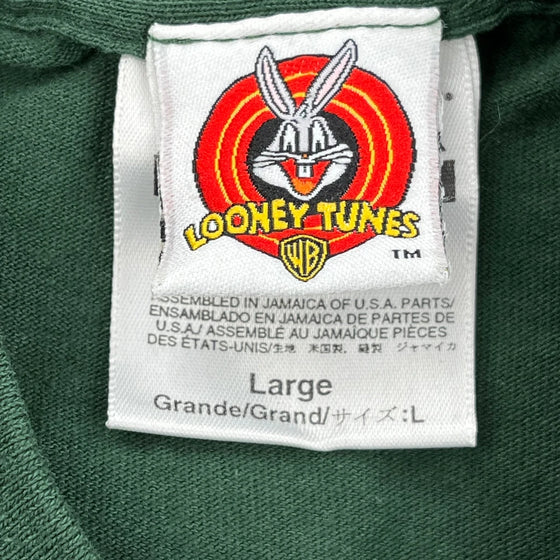 LOONEY TUNES
WB
TM
ASSEMBLED IN JAMAICA OF U.S.A. PARTS/
ENSAMBLADO EN JAMAICA DE PARTES DE
U.S.A./ ASSEMBLÉ AU JAMAÏQUE PIÈCES
DES ÉTATS-UNIS/生地 米国製. 縫製 ジャマイカ
Large
Grande/Grand/サイズ:L